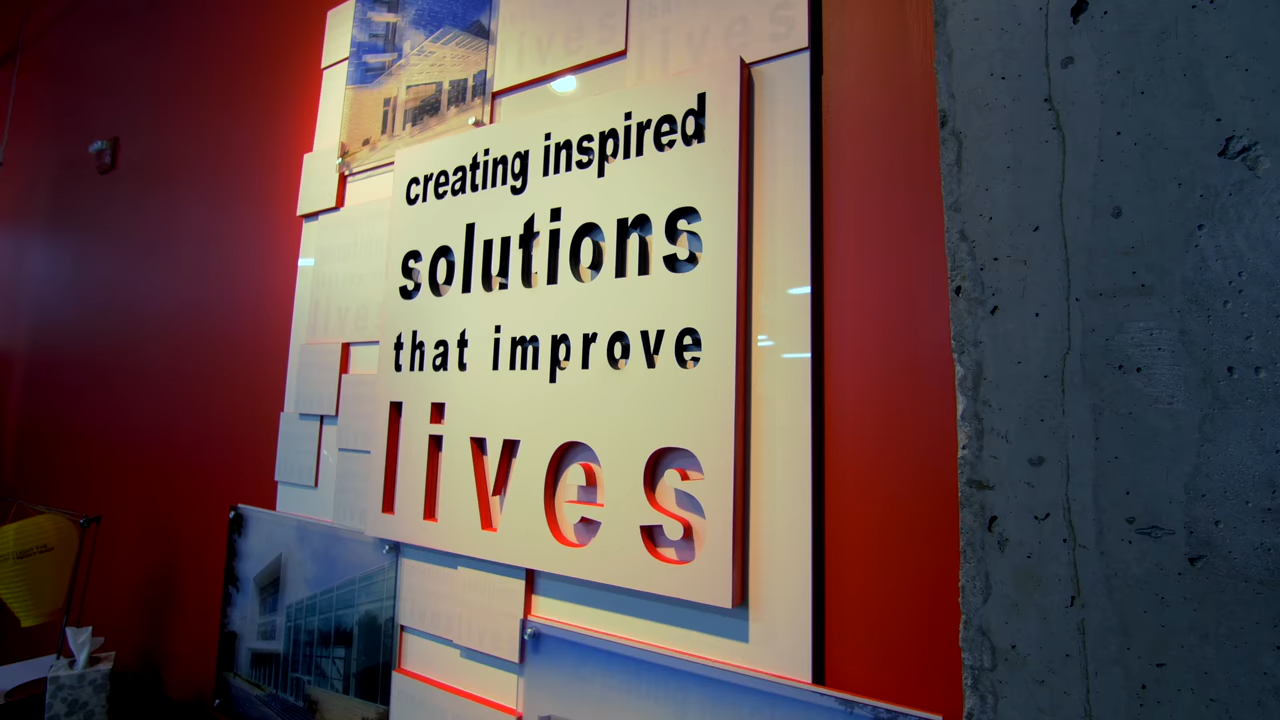 creating inspired
solutions
that improve
lives